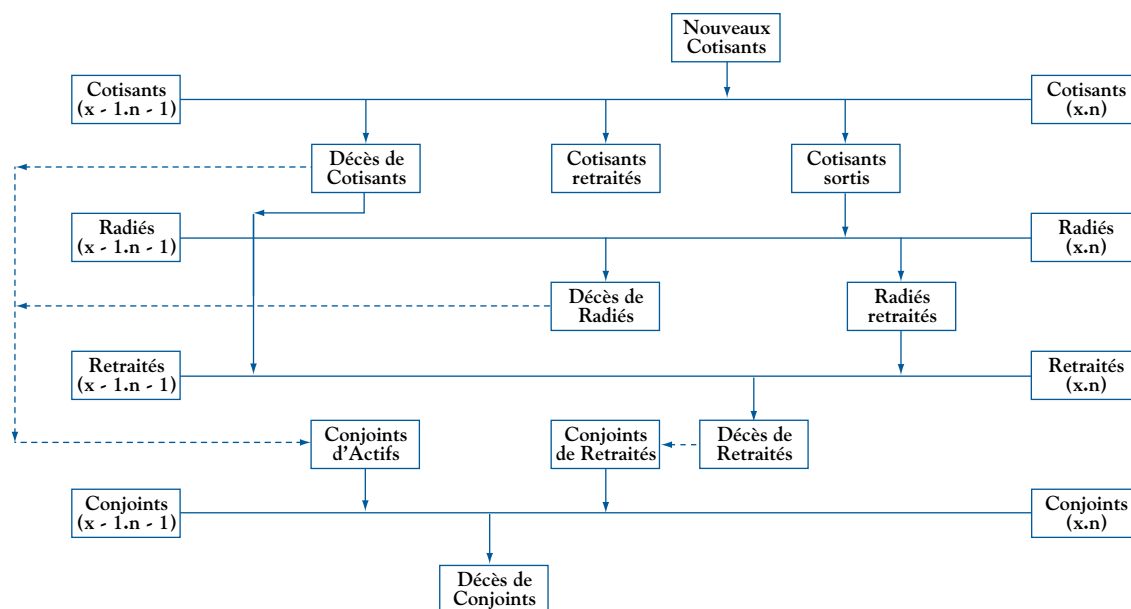 Nouveaux
Cotisants
Cotisants
(x - 1.n - 1)
Cotisants
(x.n)
Décès de
Cotisants
Cotisants
retraités
Cotisants
sortis
Radiés
(x - 1.n - 1)
Radiés
(x.n)
Décès de
Radiés
Radiés
retraités
Retraités
(x - 1.n - 1)
Retraités
(x.n)
Conjoints
d'Actifs
Conjoints
de Retraités
Décès de
Retraités
Conjoints
(x - 1.n - 1)
Conjoints
(x.n)
Décès de
Conjoints